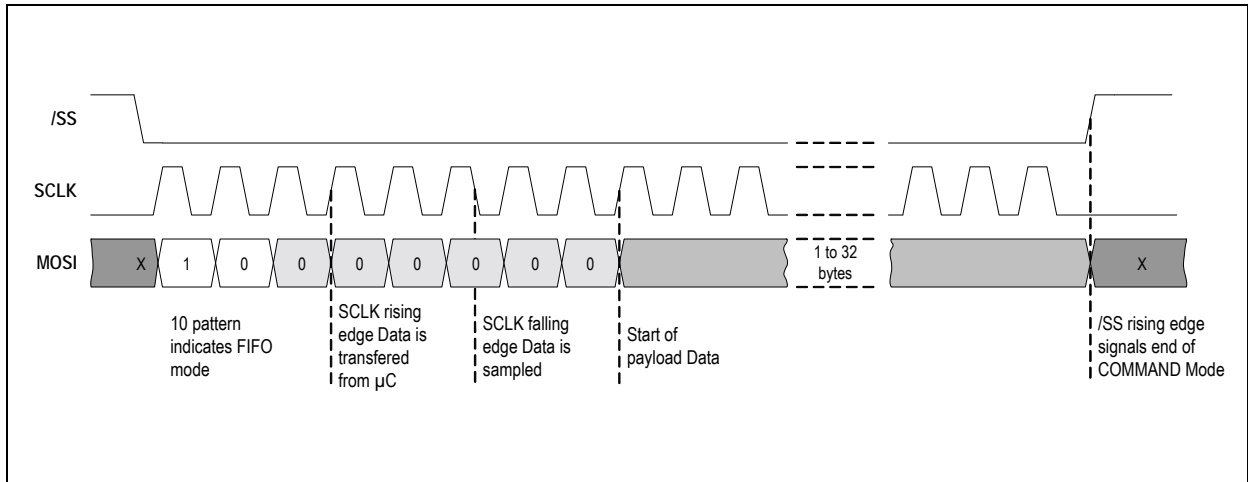 /SS
SCLK
MOSI
X 1 0 0 0 0 0 0 0
1 to 32
bytes
X
10 pattern
indicates FIFO
mode
SCLK rising
edge Data is
transfered
from µC
SCLK falling
edge Data is
sampled
Start of
payload Data
/SS rising edge
signals end of
COMMAND Mode